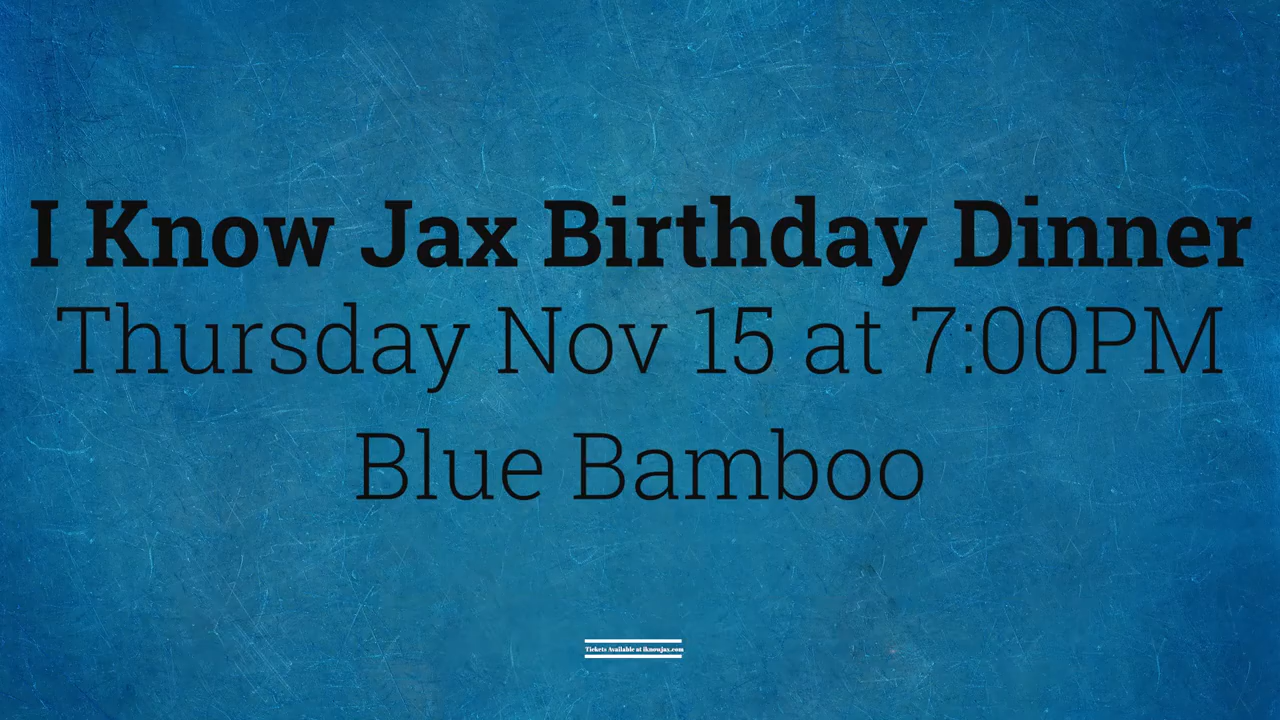 I Know Jax Birthday Dinner
Thursday Nov 15 at 7:00PM
Blue Bamboo
Tickets Available at iknowjax.com